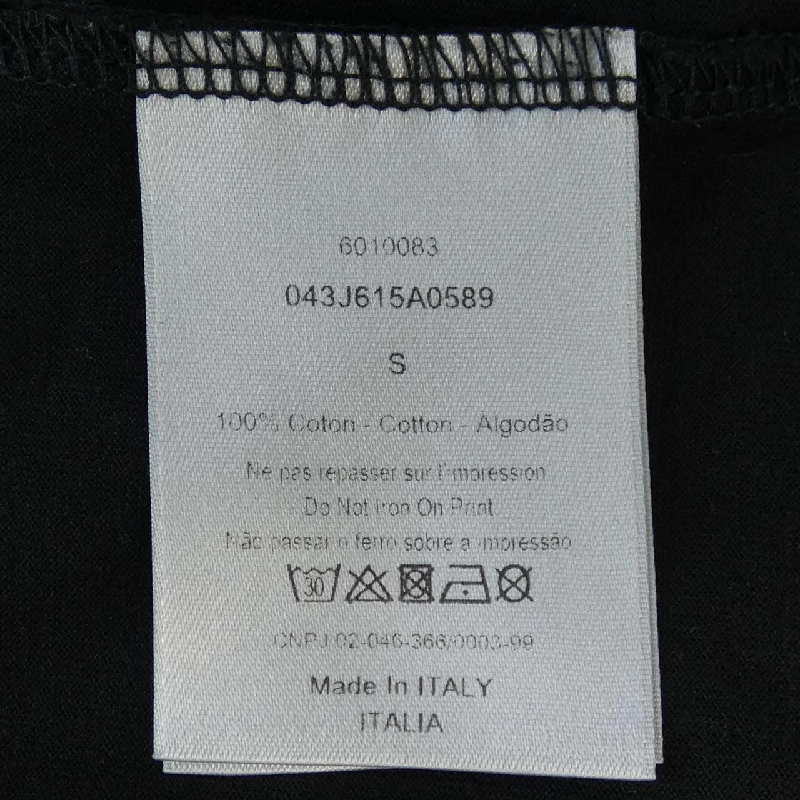 6010083
043J615A0589
S
100% Coton - Cotton - Algodão
Ne pas repasser sur l'impression
Do Not Iron On Print
Não passar o ferro sobre a impressão
30
CNPJ 02-046-366/0003-99
Made In ITALY
ITALIA